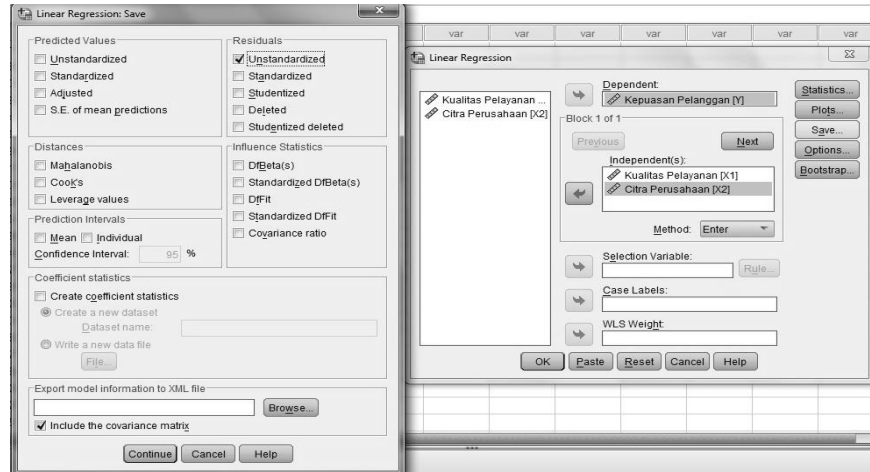 Linear Regression: Save
Predicted Values
Unstandardized
Standardized
Adjusted
S.E. of mean predictions
Residuals
Unstandardized
Standardized
Studentized
Deleted
Studentized deleted
Distances
Mahalanobis
Cook's
Leverage values
Influence Statistics
DfBeta(s)
Standardized DfBeta(s)
DfFit
Standardized DfFit
Covariance ratio
Prediction Intervals
Mean Individual
Confidence Interval: 95 %
Coefficient statistics
Create coefficient statistics
Create a new dataset
Dataset name:
Write a new data file
File...
Export model information to XML file
Browse...
Include the covariance matrix
Continue Cancel Help
var var var var var var
Linear Regression
Kualitas Pelayanan ...
Citra Perusahaan [X2]
Dependent:
Kepuasan Pelanggan [Y]
Block 1 of 1
Previous Next
Independent(s):
Kualitas Pelayanan [X1]
Citra Perusahaan [X2]
Method: Enter
Selection Variable:
Rule...
Case Labels:
WLS Weight:
Statistics...
Plots...
Save...
Options...
Bootstrap...
OK Paste Reset Cancel Help